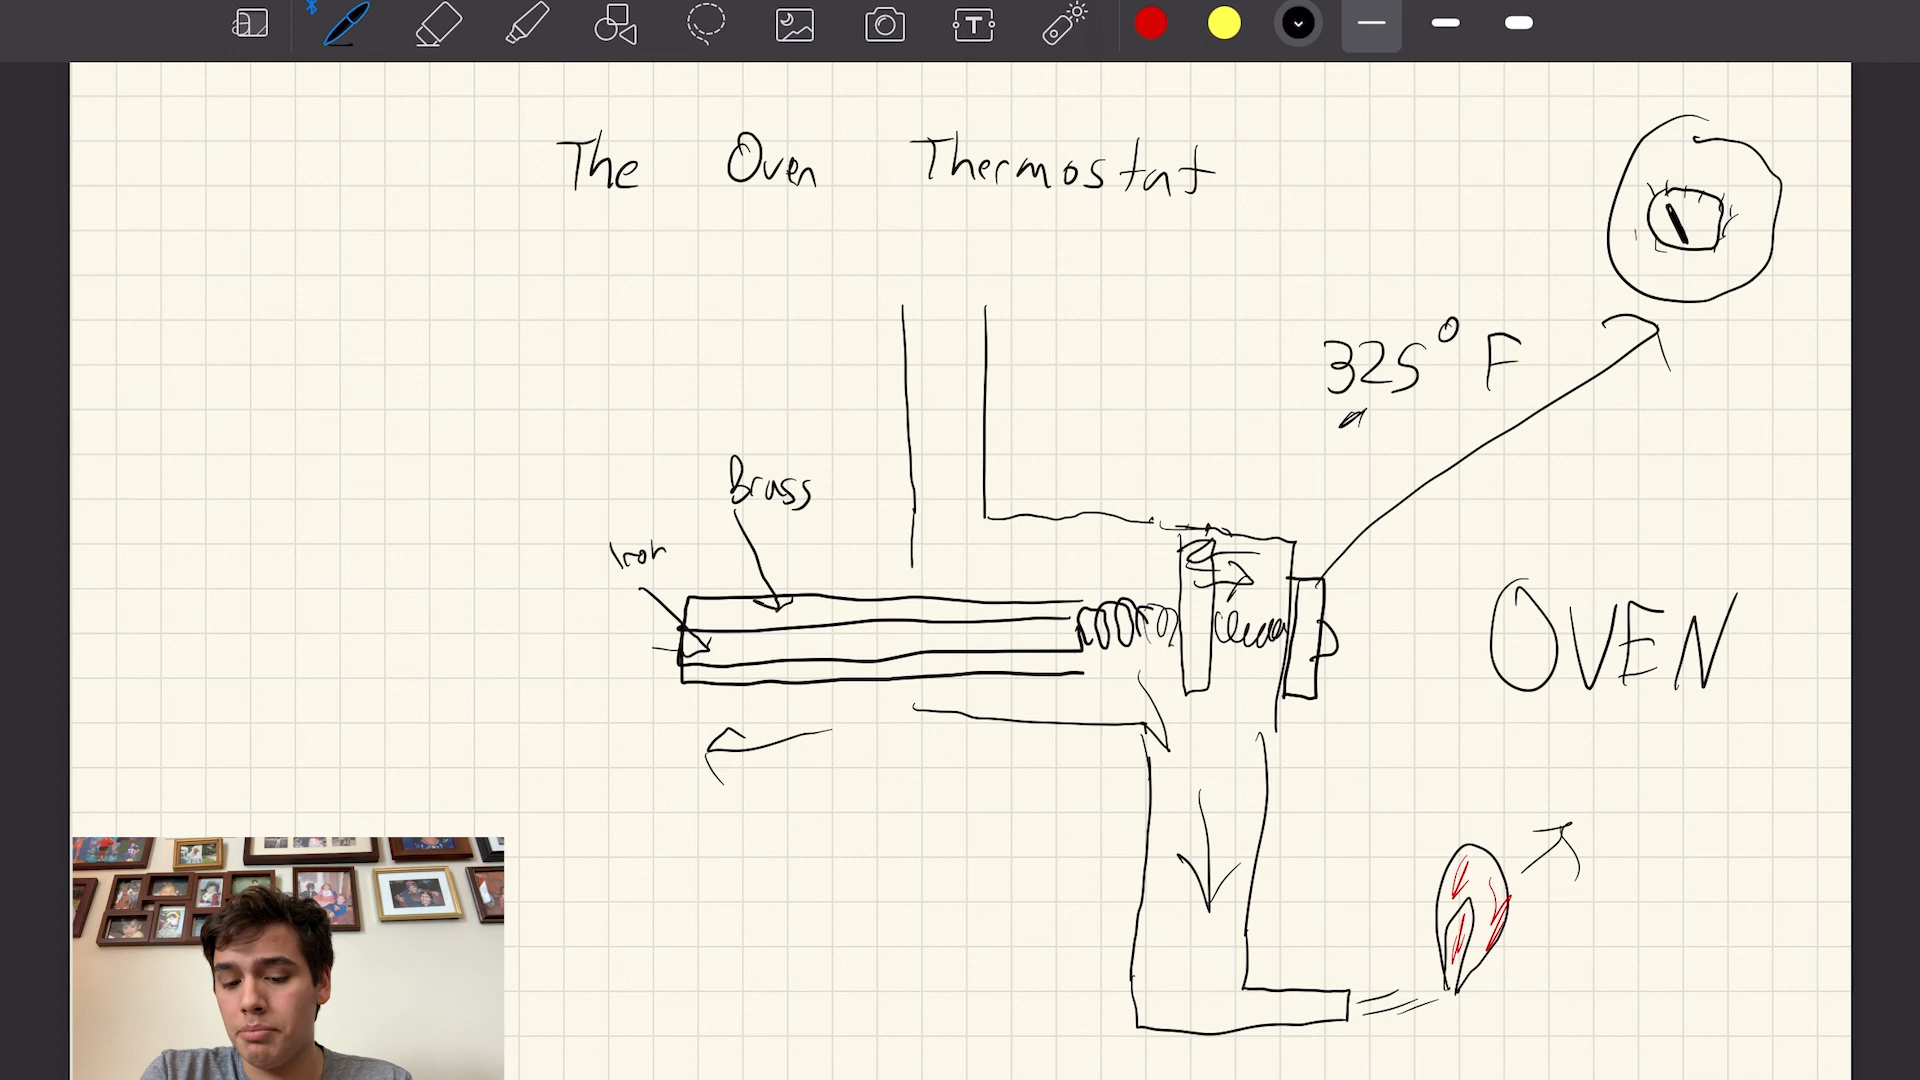 The Oven Thermostat
325° F
Brass
Iron
OVEN